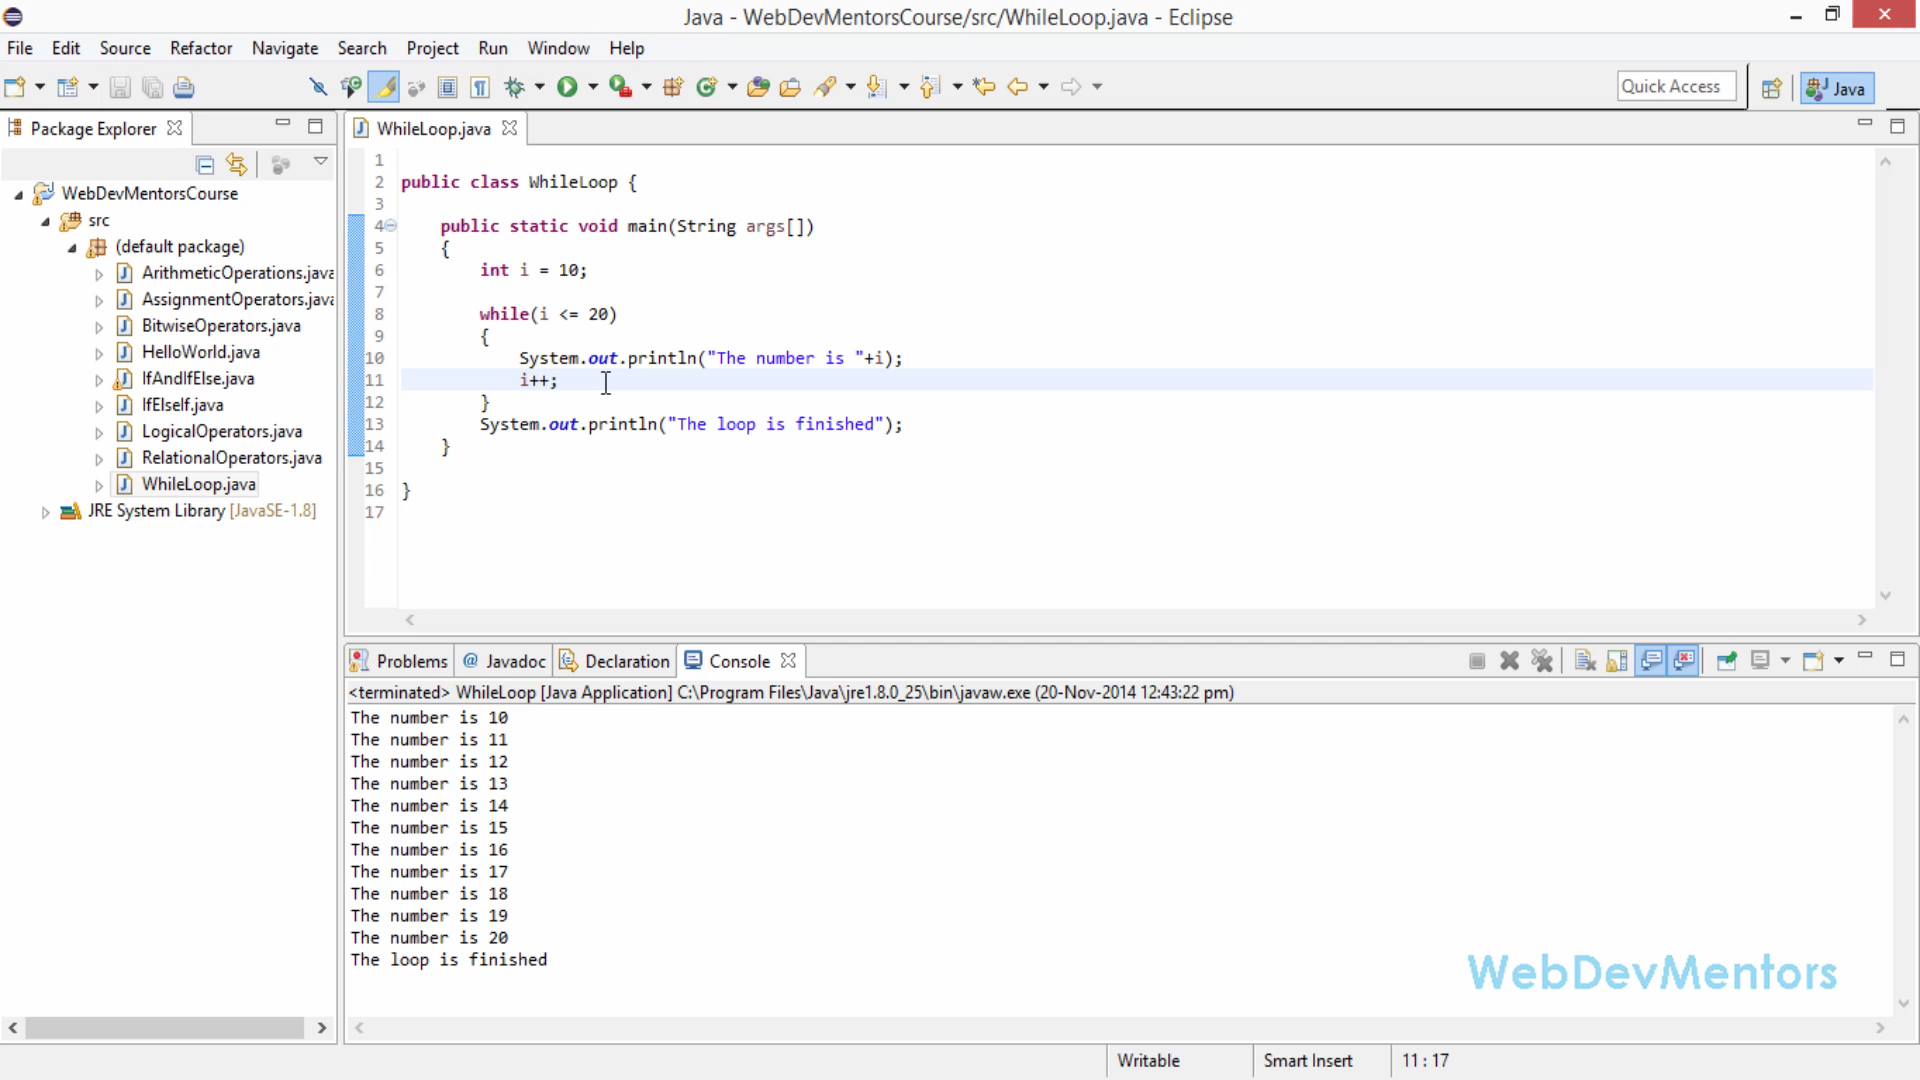 Java - WebDevMentorsCourse/src/WhileLoop.java - Eclipse
File Edit Source Refactor Navigate Search Project Run Window Help
Quick Access
Java
Package Explorer
WebDevMentorsCourse
src
(default package)
ArithmeticOperations.java
AssignmentOperators.java
BitwiseOperators.java
HelloWorld.java
IfAndIfElse.java
IfElseIf.java
LogicalOperators.java
RelationalOperators.java
WhileLoop.java
JRE System Library [JavaSE-1.8]
WhileLoop.java
1
2 public class WhileLoop {
3
4 public static void main(String args[])
5 {
6 int i = 10;
7
8 while(i <= 20)
9 {
10 System.out.println("The number is "+i);
11 i++;
12 }
13 System.out.println("The loop is finished");
14 }
15
16 }
17
Problems @ Javadoc Declaration Console
<terminated> WhileLoop [Java Application] C:\Program Files\Java\jre1.8.0_25\bin\javaw.exe (20-Nov-2014 12:43:22 pm)
The number is 10
The number is 11
The number is 12
The number is 13
The number is 14
The number is 15
The number is 16
The number is 17
The number is 18
The number is 19
The number is 20
The loop is finished
WebDevMentors
Writable Smart Insert 11 : 17